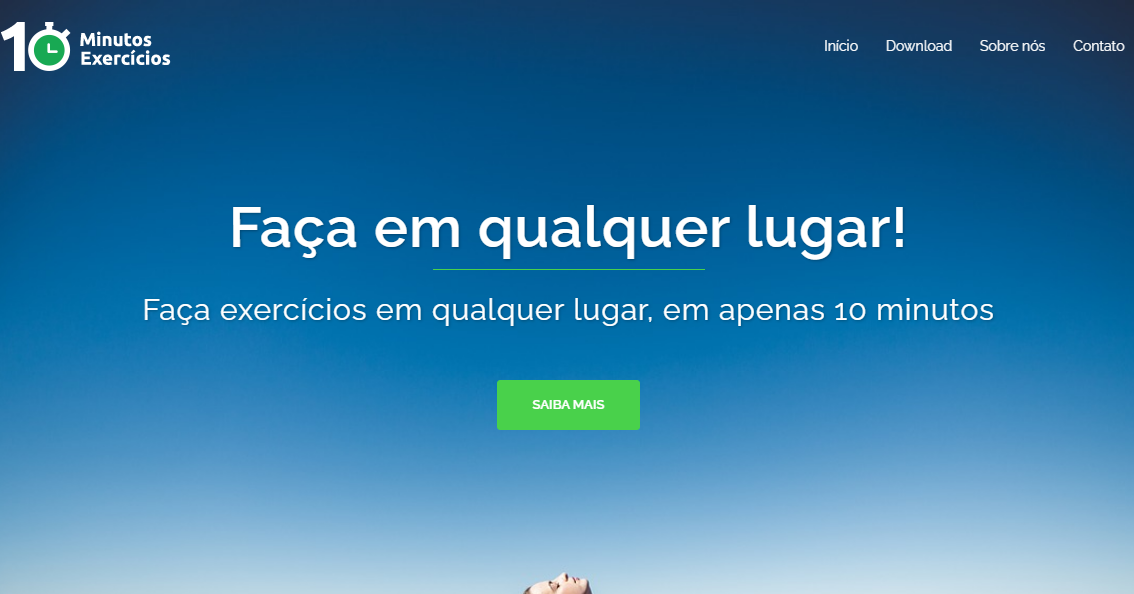 10 Minutos
Exercícios
Início Download Sobre nós Contato
Faça em qualquer lugar!
Faça exercícios em qualquer lugar, em apenas 10 minutos
SAIBA MAIS